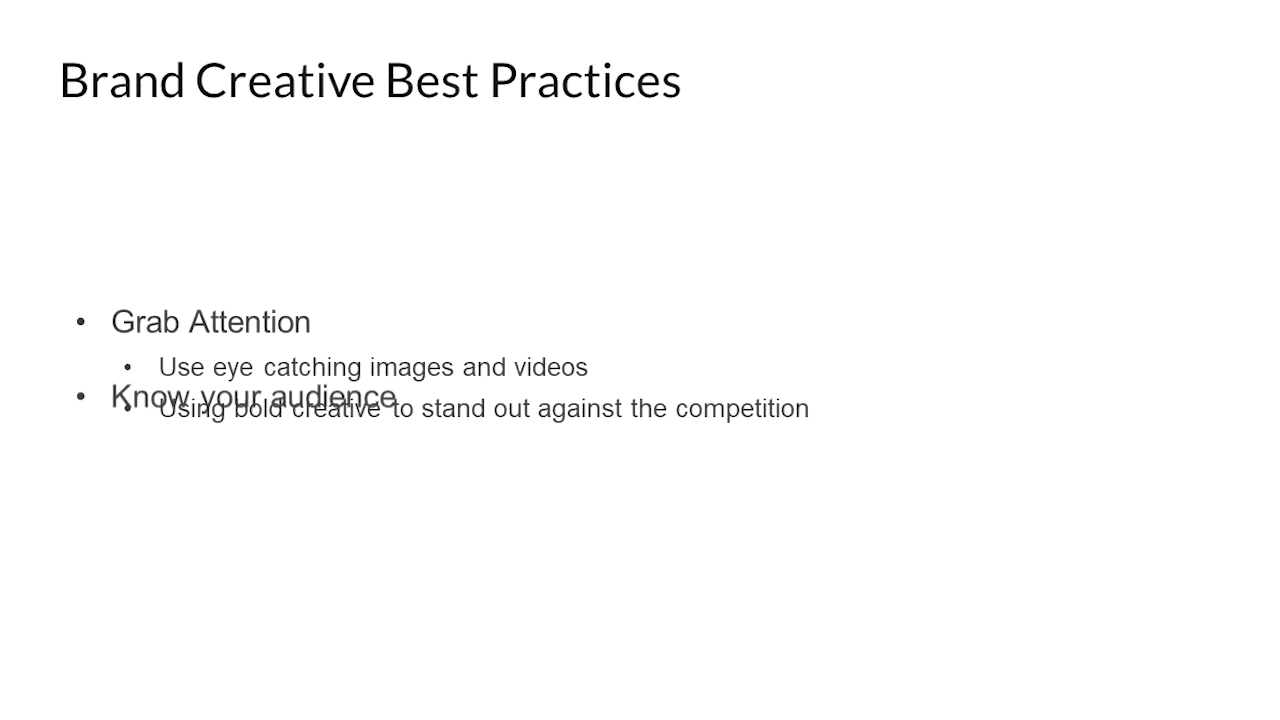 Brand Creative Best Practices
• Grab Attention
• Use eye catching images and videos
• Know your audience
• Using bold creative to stand out against the competition